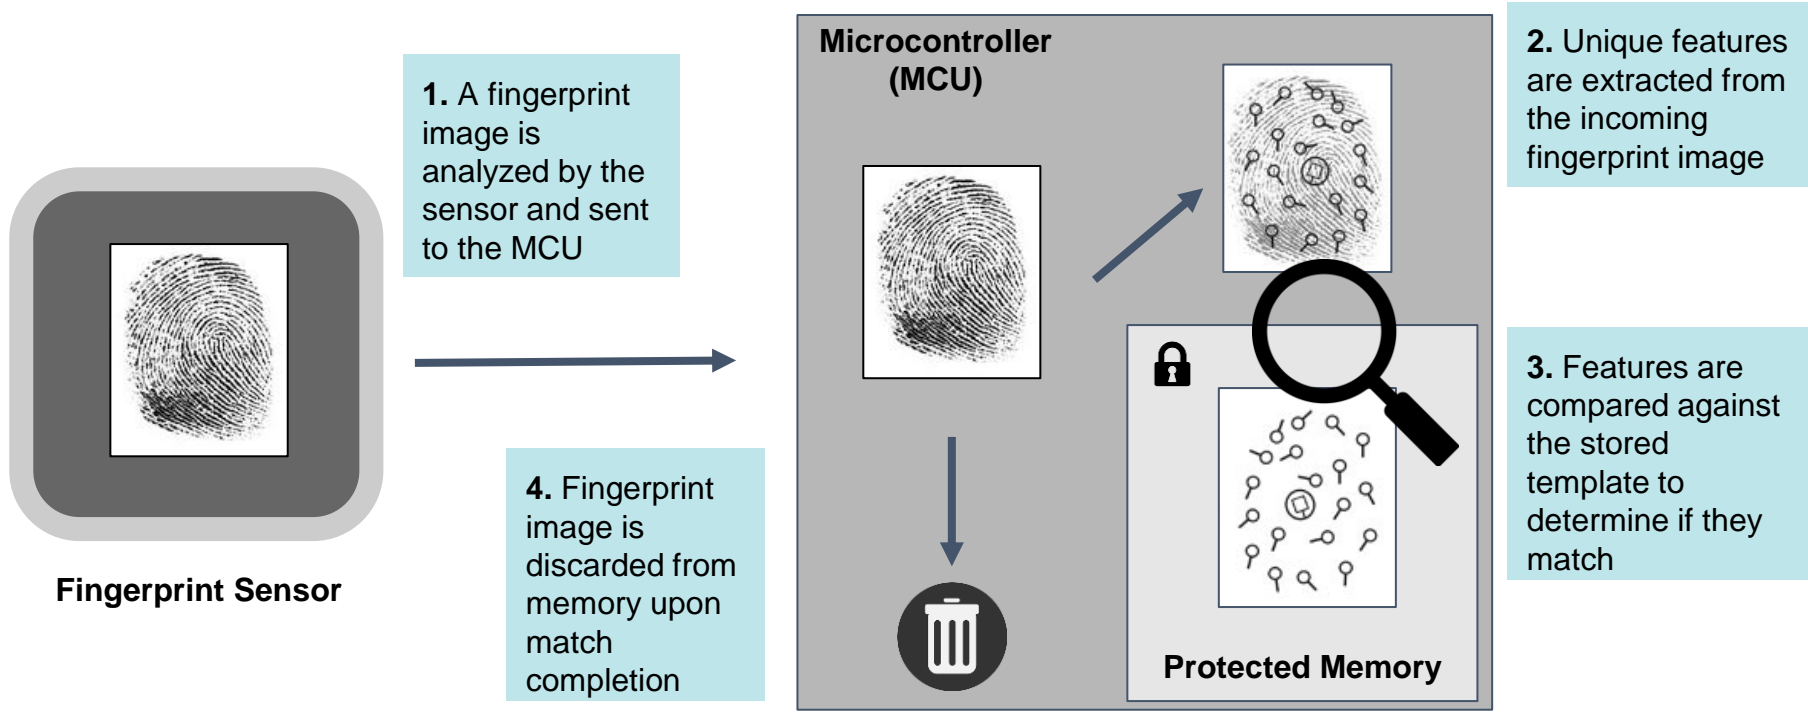 Fingerprint Sensor
1. A fingerprint
image is
analyzed by the
sensor and sent
to the MCU
4. Fingerprint
image is
discarded from
memory upon
match
completion
Microcontroller
(MCU)
Protected Memory
2. Unique features
are extracted from
the incoming
fingerprint image
3. Features are
compared against
the stored
template to
determine if they
match